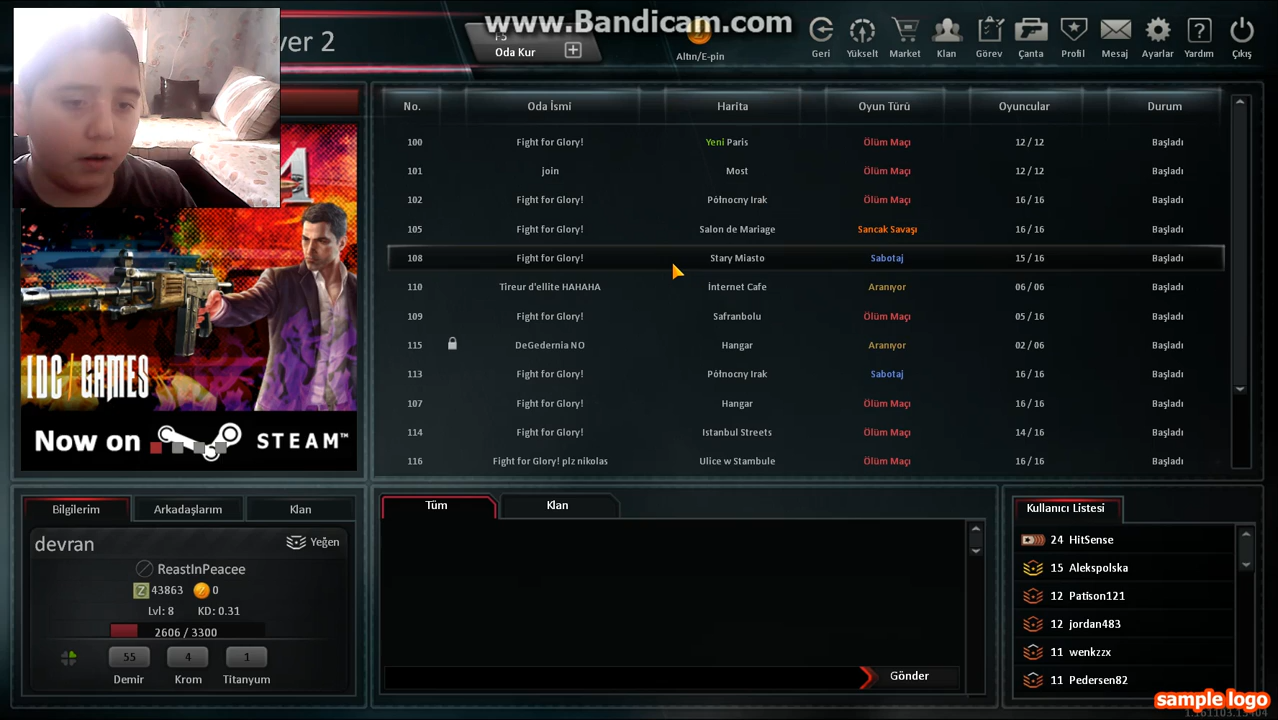 www.Bandicam.com
ver 2
F5
Oda Kur
Altın/E-pin
Geri Yükselt Market Klan Görev Çanta Profil Mesaj Ayarlar Yardım Çıkış
No. Oda İsmi Harita Oyun Türü Oyuncular Durum
100 Fight for Glory! Yeni Paris Ölüm Maçı 12 / 12 Başladı
101 join Most Ölüm Maçı 12 / 12 Başladı
102 Fight for Glory! Północny Irak Ölüm Maçı 16 / 16 Başladı
105 Fight for Glory! Salon de Mariage Sancak Savaşı 16 / 16 Başladı
108 Fight for Glory! Stary Miasto Sabotaj 15 / 16 Başladı
110 Tireur d'ellite HAHAHA İnternet Cafe Aranıyor 06 / 06 Başladı
109 Fight for Glory! Safranbolu Ölüm Maçı 05 / 16 Başladı
115 DeGedernia NO Hangar Aranıyor 02 / 06 Başladı
113 Fight for Glory! Północny Irak Sabotaj 16 / 16 Başladı
107 Fight for Glory! Hangar Ölüm Maçı 16 / 16 Başladı
114 Fight for Glory! Istanbul Streets Ölüm Maçı 14 / 16 Başladı
116 Fight for Glory! plz nikolas Ulice w Stambule Ölüm Maçı 16 / 16 Başladı
4
IDC/GAMES
Now on STEAM™
Bilgilerim Arkadaşlarım Klan
devran Yeğen
ReastInPeacee
Z 43863 Z 0
Lvl: 8 KD: 0.31
2606 / 3300
55 4 1
Demir Krom Titanyum
Tüm Klan
Gönder
Kullanıcı Listesi
24 HitSense
15 Alekspolska
12 Patison121
12 jordan483
11 wenkzzx
11 Pedersen82
sample logo